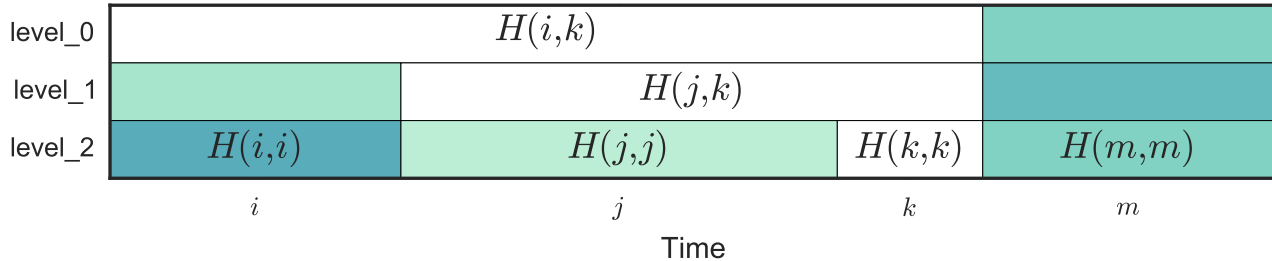 level_0 H(i,k)
level_1 H(j,k)
level_2 H(i,i) H(j,j) H(k,k) H(m,m)
i j k m
Time